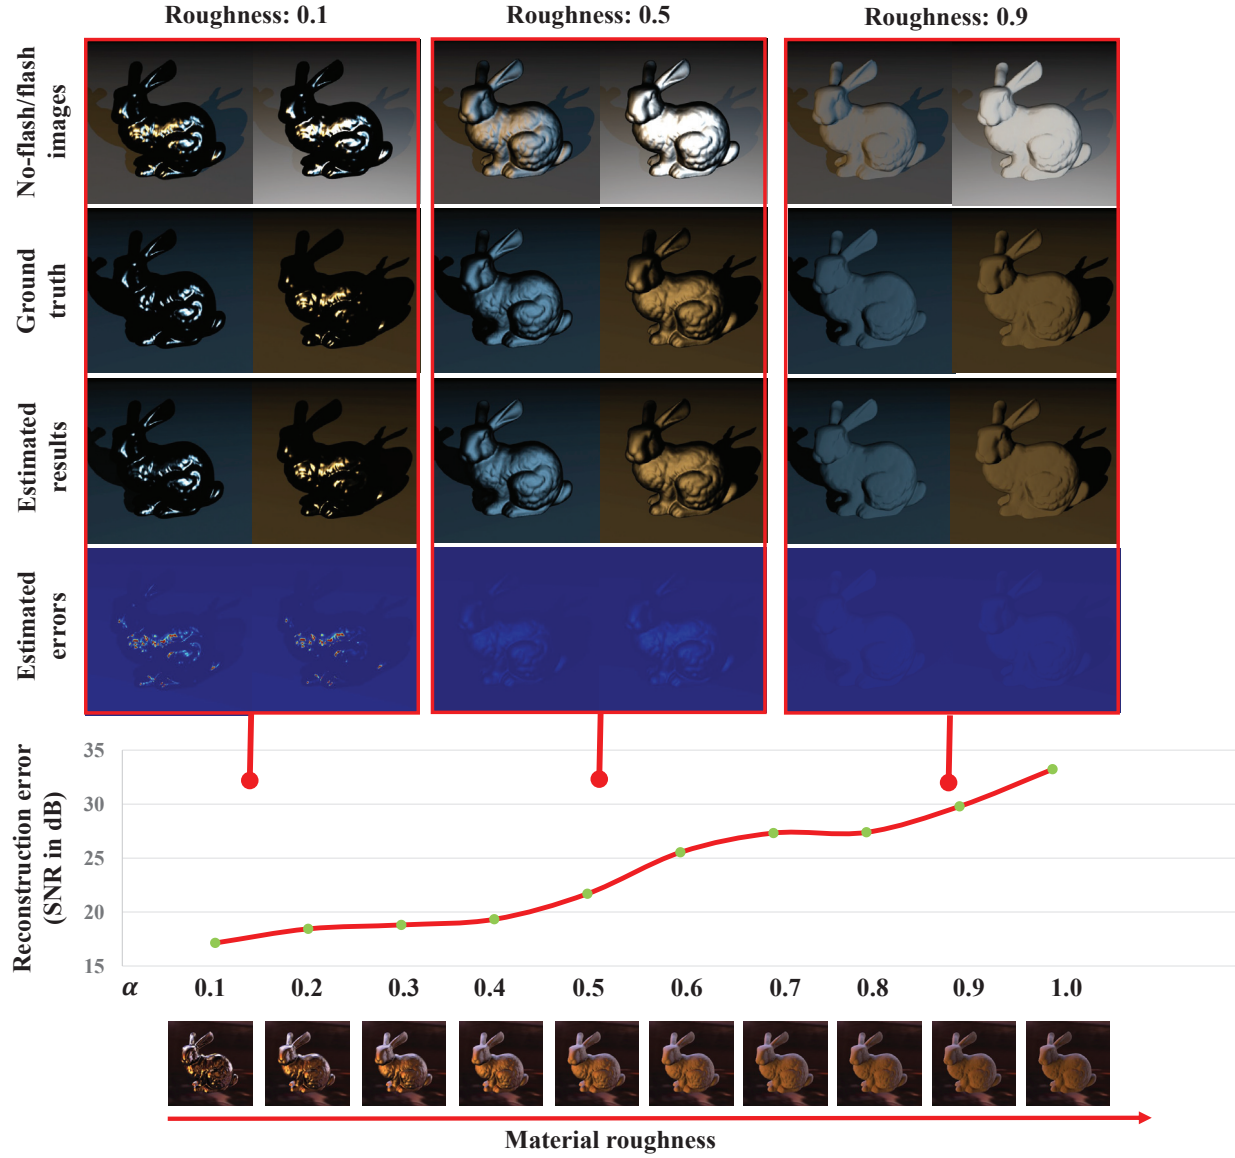 Roughness: 0.1
Roughness: 0.5
Roughness: 0.9
No-flash/flash
images
Ground
truth
Estimated
results
Estimated
errors
Reconstruction error
(SNR in dB)
35
30
25
20
15
α 0.1 0.2 0.3 0.4 0.5 0.6 0.7 0.8 0.9 1.0
Material roughness